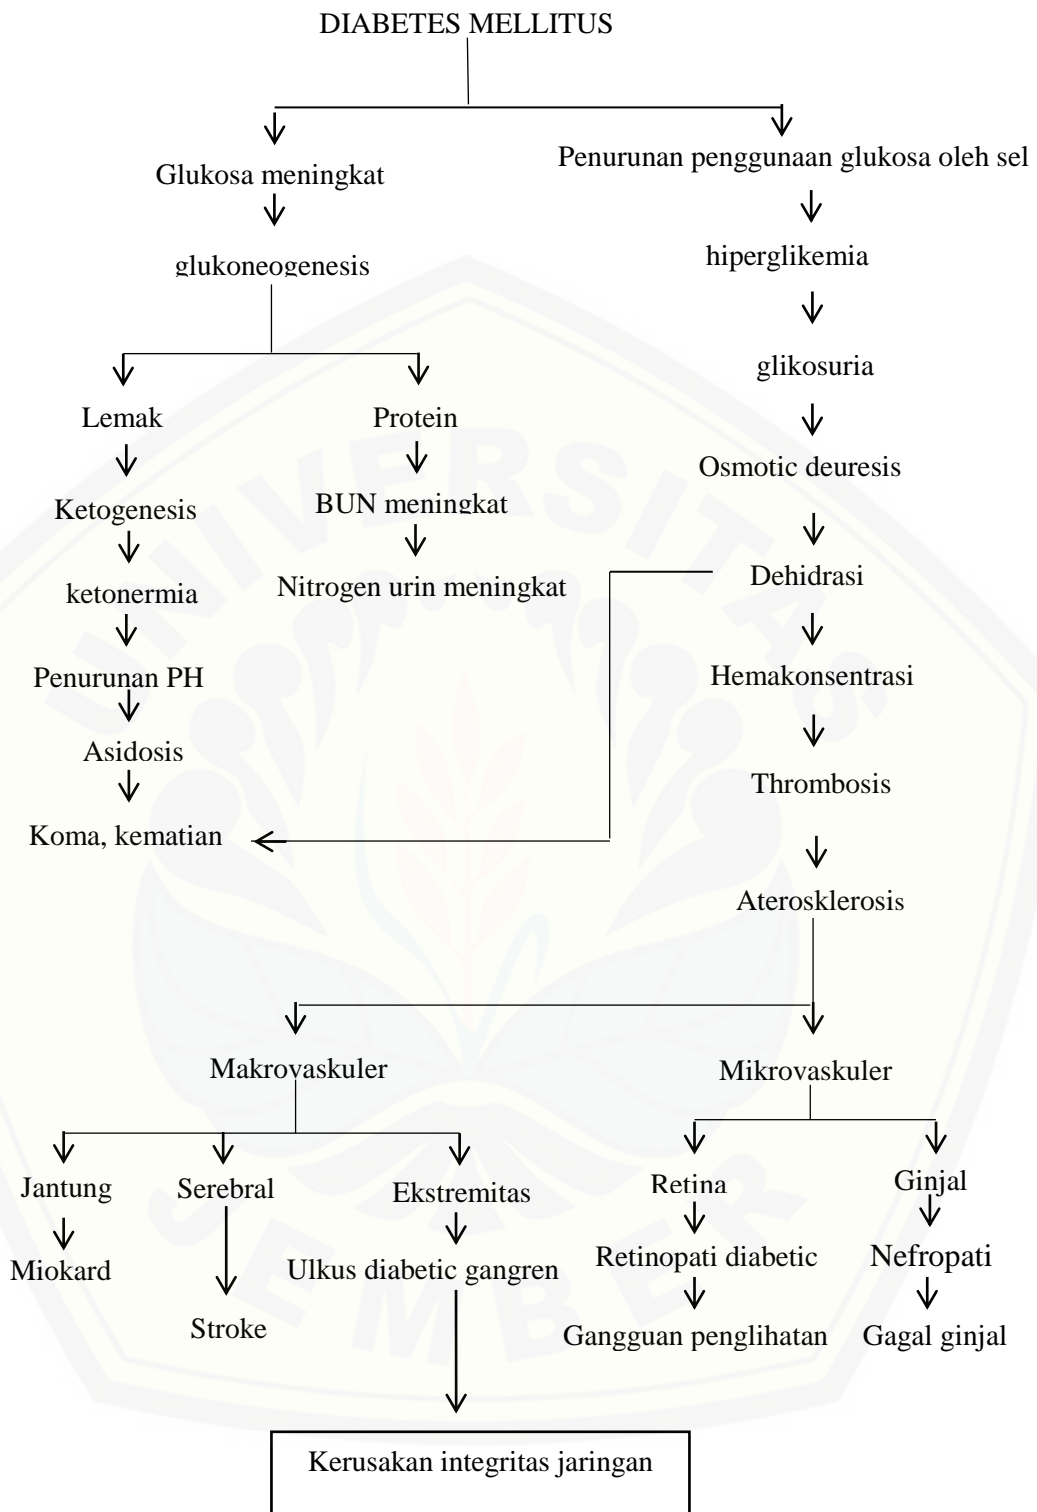 DIABETES MELLITUS
Glukosa meningkat
Penurunan penggunaan glukosa oleh sel
glukoneogenesis
hiperglikemia
glikosuria
Lemak
Protein
Osmotic deuresis
Ketogenesis
BUN meningkat
ketonermia
Nitrogen urin meningkat
Dehidrasi
Penurunan PH
Hemakonsentrasi
Asidosis
Thrombosis
Koma, kematian
Aterosklerosis
Makrovaskuler
Mikrovaskuler
Jantung
Serebral
Ekstremitas
Retina
Ginjal
Miokard
Ulkus diabetic gangren
Retinopati diabetic
Nefropati
Stroke
Gangguan penglihatan
Gagal ginjal
Kerusakan integritas jaringan
UNIVERSITAS
JEMBER